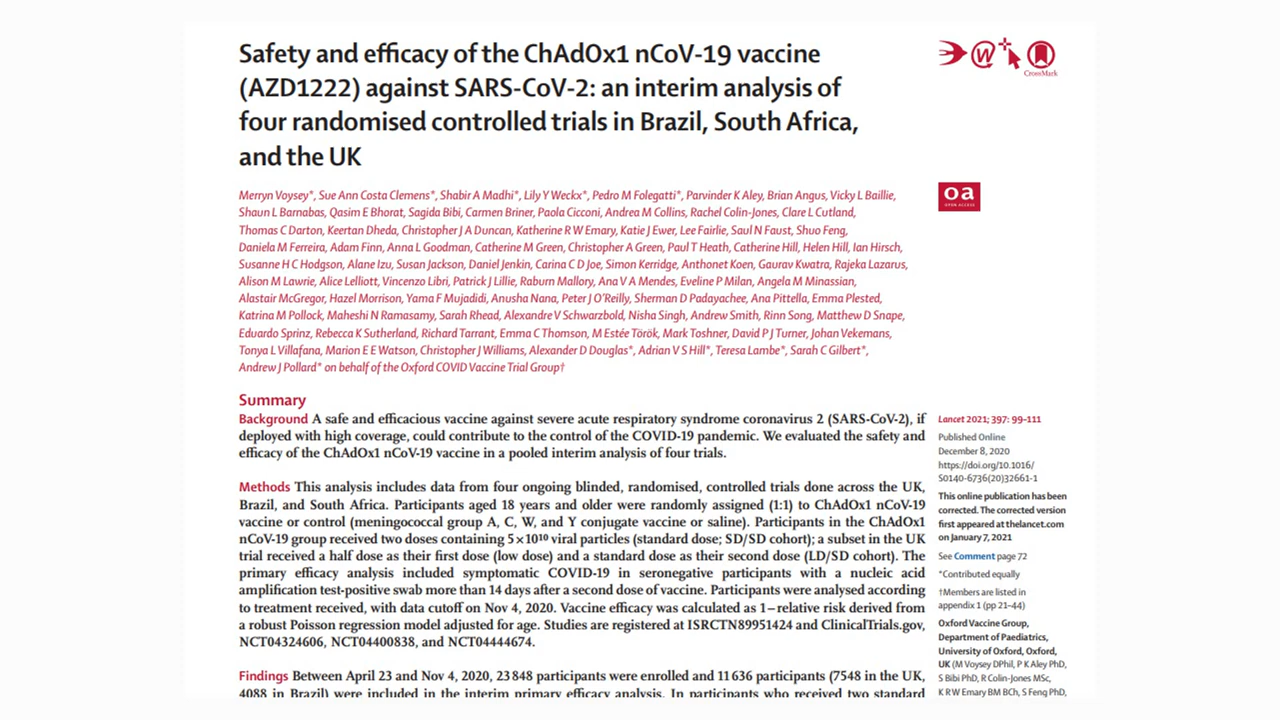 Safety and efficacy of the ChAdOx1 nCoV-19 vaccine
(AZD1222) against SARS-CoV-2: an interim analysis of
four randomised controlled trials in Brazil, South Africa,
and the UK
W
CrossMark
oa
OPEN ACCESS
Merryn Voysey*, Sue Ann Costa Clemens*, Shabir A Madhi*, Lily Y Weckx*, Pedro M Folegatti*, Parvinder K Aley, Brian Angus, Vicky L Baillie,
Shaun L Barnabas, Qasim E Bhorat, Sagida Bibi, Carmen Briner, Paola Cicconi, Andrea M Collins, Rachel Colin-Jones, Clare L Cutland,
Thomas C Darton, Keertan Dheda, Christopher J A Duncan, Katherine R W Emary, Katie J Ewer, Lee Fairlie, Saul N Faust, Shuo Feng,
Daniela M Ferreira, Adam Finn, Anna L Goodman, Catherine M Green, Christopher A Green, Paul T Heath, Catherine Hill, Helen Hill, Ian Hirsch,
Susanne H C Hodgson, Alane Izu, Susan Jackson, Daniel Jenkin, Carina C D Joe, Simon Kerridge, Anthonet Koen, Gaurav Kwatra, Rajeka Lazarus,
Alison M Lawrie, Alice Lelliott, Vincenzo Libri, Patrick J Lillie, Raburn Mallory, Ana V A Mendes, Eveline P Milan, Angela M Minassian,
Alastair McGregor, Hazel Morrison, Yama F Mujadidi, Anusha Nana, Peter J O'Reilly, Sherman D Padayachee, Ana Pittella, Emma Plested,
Katrina M Pollock, Maheshi N Ramasamy, Sarah Rhead, Alexandre V Schwarzbold, Nisha Singh, Andrew Smith, Rinn Song, Matthew D Snape,
Eduardo Sprinz, Rebecca K Sutherland, Richard Tarrant, Emma C Thomson, M Estée Török, Mark Toshner, David P J Turner, Johan Vekemans,
Tonya L Villafana, Marion E E Watson, Christopher J Williams, Alexander D Douglas*, Adrian V S Hill*, Teresa Lambe*, Sarah C Gilbert*,
Andrew J Pollard* on behalf of the Oxford COVID Vaccine Trial Group†
Summary
Background A safe and efficacious vaccine against severe acute respiratory syndrome coronavirus 2 (SARS-CoV-2), if
deployed with high coverage, could contribute to the control of the COVID-19 pandemic. We evaluated the safety and
efficacy of the ChAdOx1 nCoV-19 vaccine in a pooled interim analysis of four trials.
Methods This analysis includes data from four ongoing blinded, randomised, controlled trials done across the UK,
Brazil, and South Africa. Participants aged 18 years and older were randomly assigned (1:1) to ChAdOx1 nCoV-19
vaccine or control (meningococcal group A, C, W, and Y conjugate vaccine or saline). Participants in the ChAdOx1
nCoV-19 group received two doses containing 5 × 10¹⁰ viral particles (standard dose; SD/SD cohort); a subset in the UK
trial received a half dose as their first dose (low dose) and a standard dose as their second dose (LD/SD cohort). The
primary efficacy analysis included symptomatic COVID-19 in seronegative participants with a nucleic acid
amplification test-positive swab more than 14 days after a second dose of vaccine. Participants were analysed according
to treatment received, with data cutoff on Nov 4, 2020. Vaccine efficacy was calculated as 1 – relative risk derived from
a robust Poisson regression model adjusted for age. Studies are registered at ISRCTN89951424 and ClinicalTrials.gov,
NCT04324606, NCT04400838, and NCT04444674.
Findings Between April 23 and Nov 4, 2020, 23 848 participants were enrolled and 11 636 participants (7548 in the UK,
4088 in Brazil) were included in the interim primary efficacy analysis. In participants who received two standard
Lancet 2021; 397: 99–111
Published Online
December 8, 2020
https://doi.org/10.1016/
S0140-6736(20)32661-1
This online publication has been
corrected. The corrected version
first appeared at thelancet.com
on January 7, 2021
See Comment page 72
*Contributed equally
†Members are listed in
appendix 1 (pp 21–44)
Oxford Vaccine Group,
Department of Paediatrics,
University of Oxford, Oxford,
UK (M Voysey DPhil, P K Aley PhD,
S Bibi PhD, R Colin-Jones MSc,
K R W Emary BM BCh, S Feng PhD,